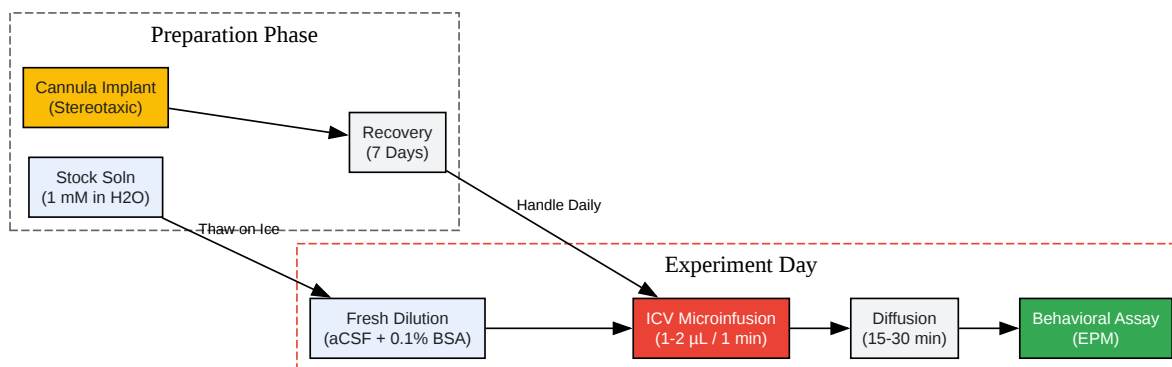 Preparation Phase
Cannula Implant
(Stereotaxic)
Recovery
(7 Days)
Stock Soln
(1 mM in H2O)
Handle Daily
Thaw on Ice
Experiment Day
Fresh Dilution
(aCSF + 0.1% BSA)
ICV Microinfusion
(1-2 µL / 1 min)
Diffusion
(15-30 min)
Behavioral Assay
(EPM)